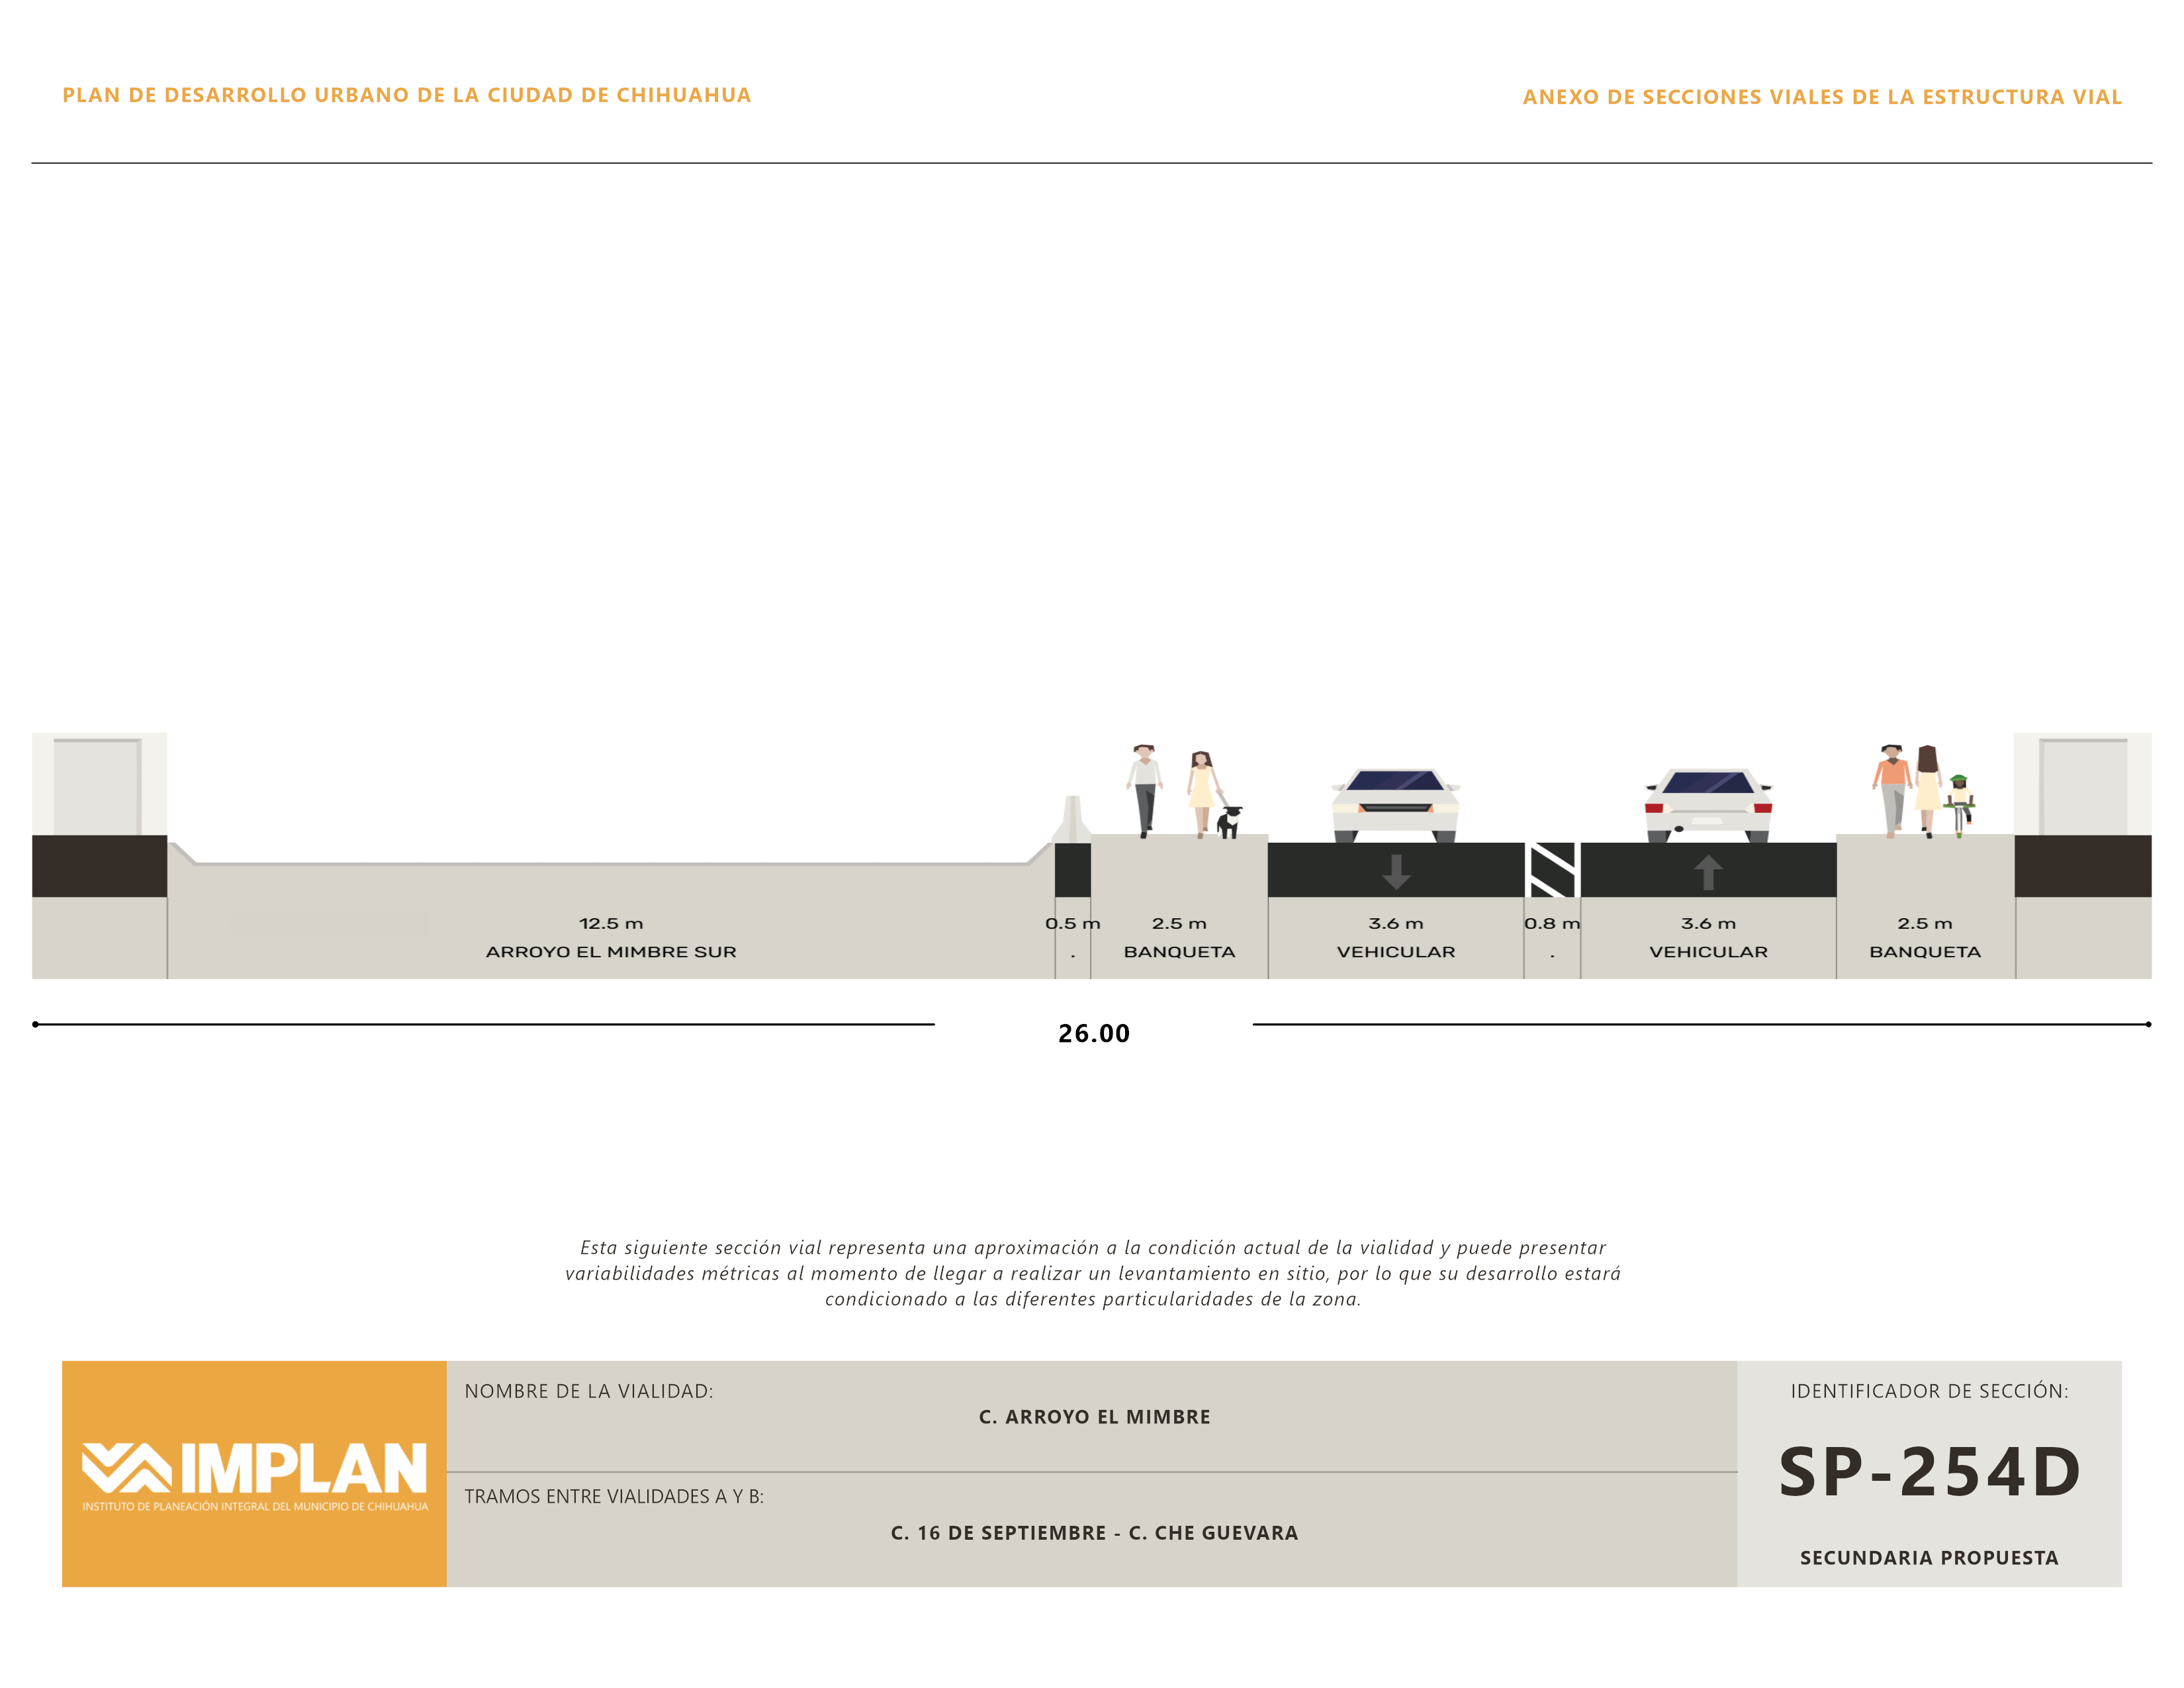 PLAN DE DESARROLLO URBANO DE LA CIUDAD DE CHIHUAHUA
ANEXO DE SECCIONES VIALES DE LA ESTRUCTURA VIAL
12.5 m 0.5 m 2.5 m 3.6 m 0.8 m 3.6 m 2.5 m
ARROYO EL MIMBRE SUR . BANQUETA VEHICULAR . VEHICULAR BANQUETA
26.00
Esta siguiente sección vial representa una aproximación a la condición actual de la vialidad y puede presentar
variabilidades métricas al momento de llegar a realizar un levantamiento en sitio, por lo que su desarrollo estará
condicionado a las diferentes particularidades de la zona.
IMPLAN
INSTITUTO DE PLANEACIÓN INTEGRAL DEL MUNICIPIO DE CHIHUAHUA
NOMBRE DE LA VIALIDAD:
C. ARROYO EL MIMBRE
TRAMOS ENTRE VIALIDADES A Y B:
C. 16 DE SEPTIEMBRE - C. CHE GUEVARA
IDENTIFICADOR DE SECCIÓN:
SP-254D
SECUNDARIA PROPUESTA